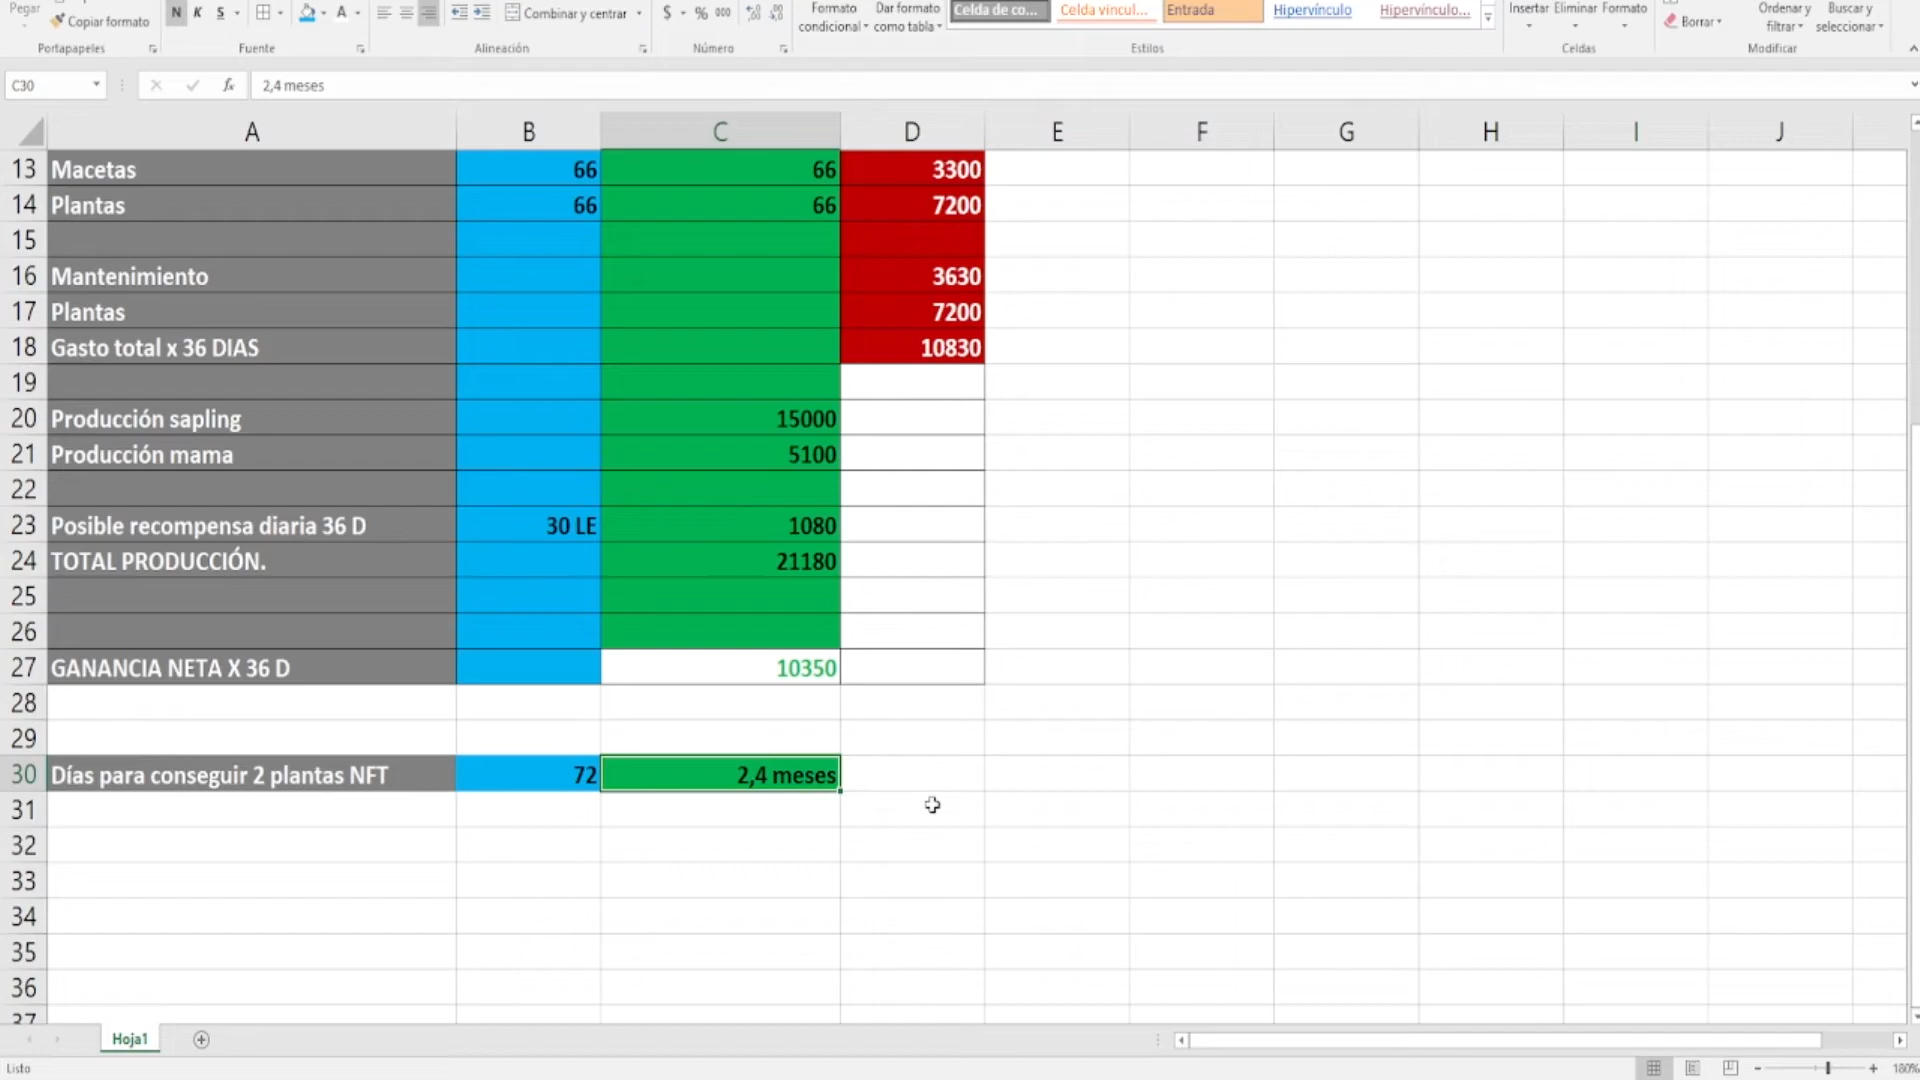 Pegar
Copiar formato
N K S A
Combinar y centrar
$ % 000
Formato condicional
Dar formato como tabla
Celda de co...
Celda vincul...
Entrada
Hipervínculo
Hipervínculo...
Insertar Eliminar Formato
Borrar
Ordenar y filtrar
Buscar y seleccionar
Portapapeles
Fuente
Alineación
Número
Estilos
Celdas
Modificar
C30
fx
2,4 meses
A B C D E F G H I J
13 Macetas 66 66 3300
14 Plantas 66 66 7200
15
16 Mantenimiento 3630
17 Plantas 7200
18 Gasto total x 36 DIAS 10830
19
20 Producción sapling 15000
21 Producción mama 5100
22
23 Posible recompensa diaria 36 D 30 LE 1080
24 TOTAL PRODUCCIÓN. 21180
25
26
27 GANANCIA NETA X 36 D 10350
28
29
30 Días para conseguir 2 plantas NFT 72 2,4 meses
31
32
33
34
35
36
37
Hoja1
Listo
180%